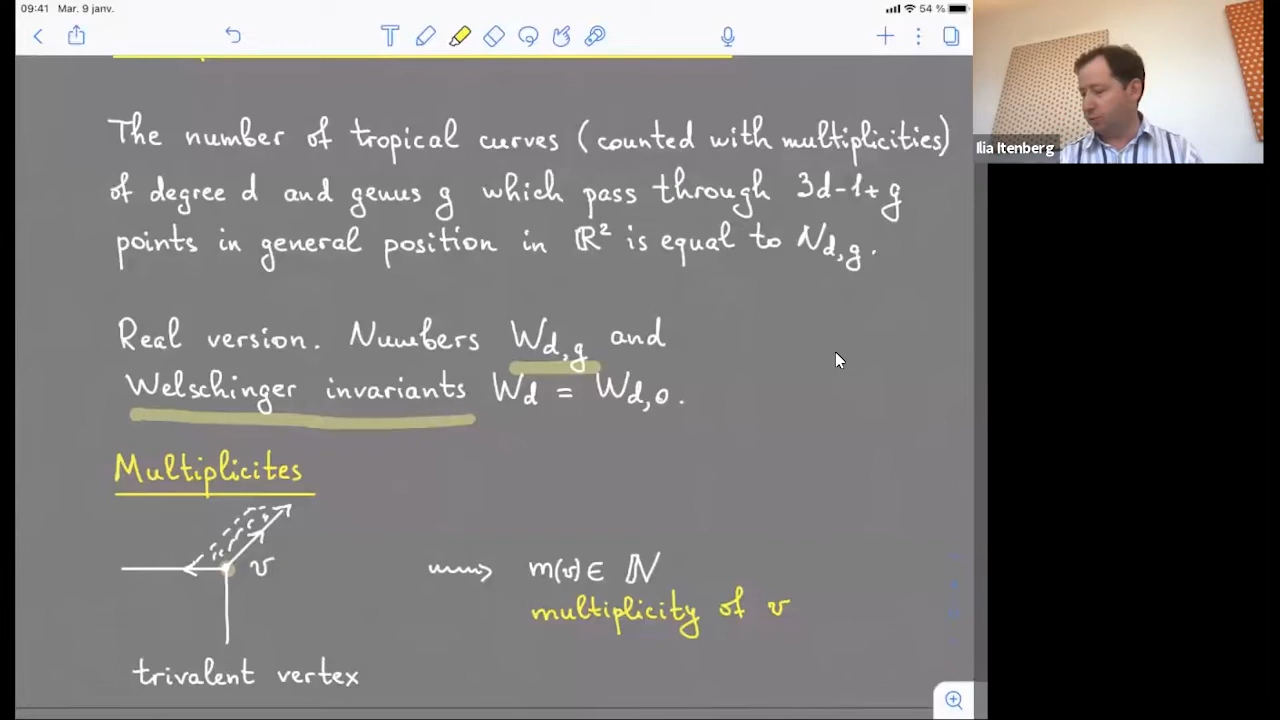 09:41 Mar. 9 janv.
54 %
Ilia Itenberg
The number of tropical curves (counted with multiplicities)
of degree d and genus g which pass through 3d-1+g
points in general position in ℝ² is equal to N_{d,g}.
Real version. Numbers W_{d,g} and
Welschinger invariants W_d = W_{d,0}.
Multiplicites
v
m(v) ∈ ℕ
multiplicity of v
trivalent vertex